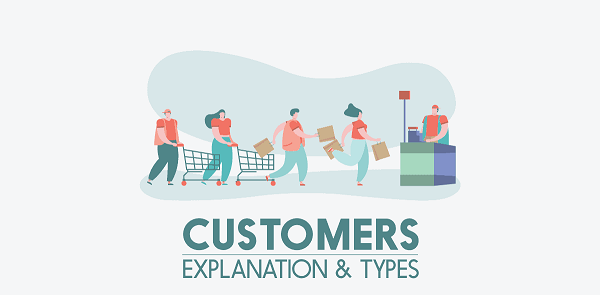 CUSTOMERS
EXPLANATION & TYPES